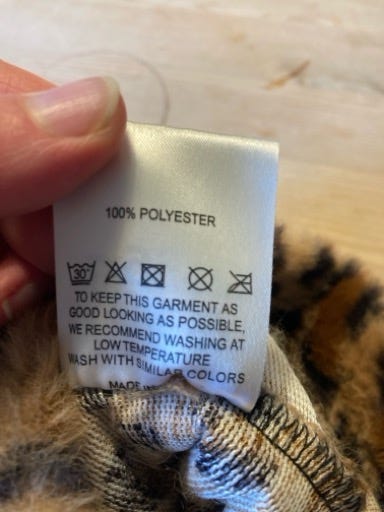 100% POLYESTER
30°
TO KEEP THIS GARMENT AS
GOOD LOOKING AS POSSIBLE,
WE RECOMMEND WASHING AT
LOW TEMPERATURE
WASH WITH SIMILAR COLORS
MADE